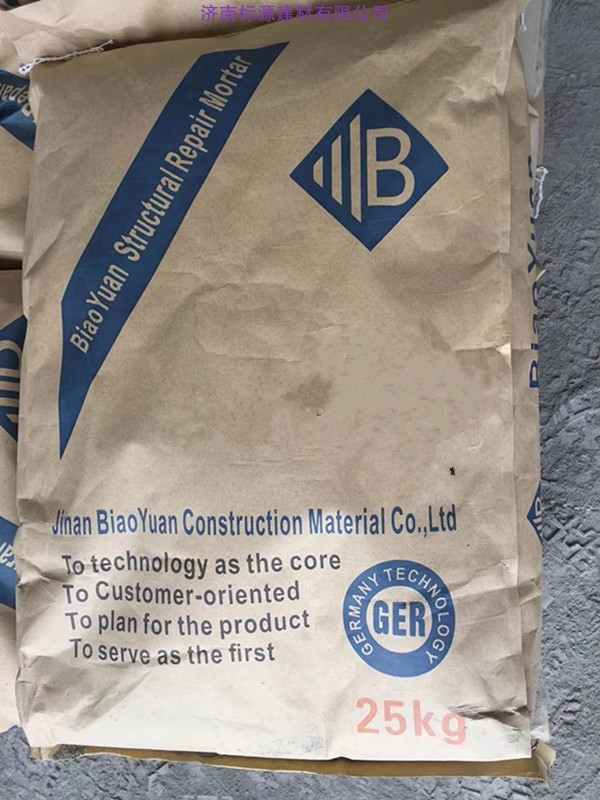 济南标源建材有限公司
BiaoYuan Structural Repair Mortar
B
Jinan BiaoYuan Construction Material Co.,Ltd
To technology as the core
To Customer-oriented
To plan for the product
To serve as the first
GERMANY TECHNOLOGY
GER
25kg
BiaoYuan